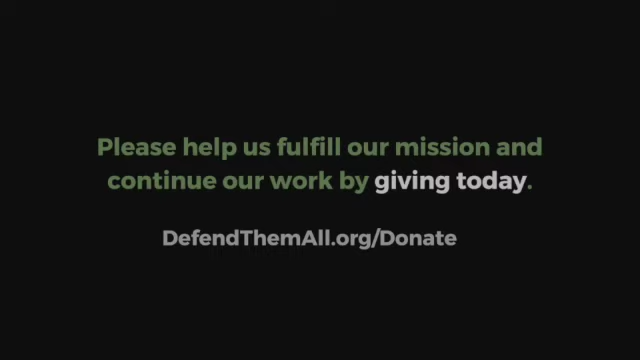 Please help us fulfill our mission and
continue our work by giving today.
DefendThemAll.org/Donate